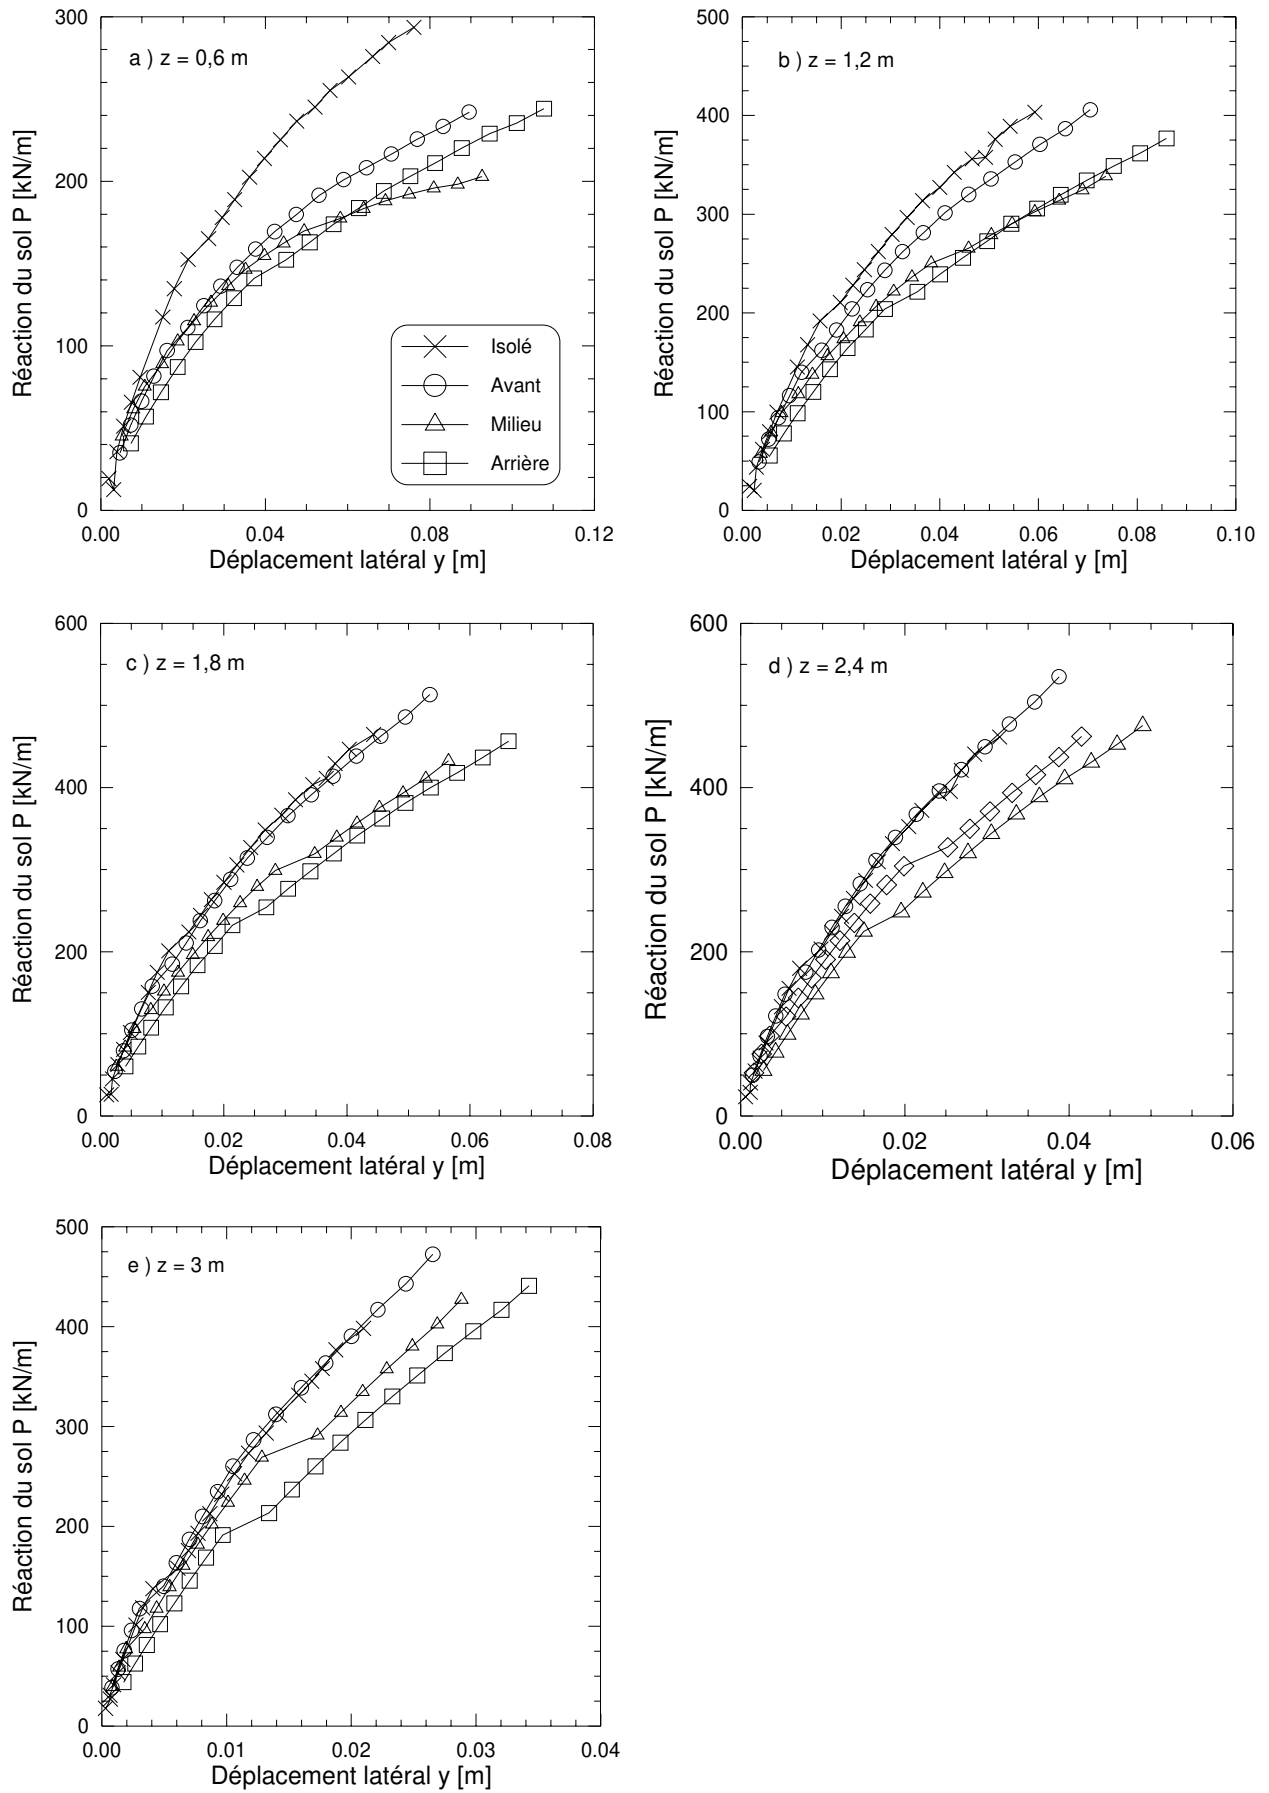 300
200
100
0
0.00
0.04
0.08
0.12
a ) z = 0,6 m
Réaction du sol P [kN/m]
Déplacement latéral y [m]
Isolé
Avant
Milieu
Arrière
500
400
300
200
100
0
0.00
0.02
0.04
0.06
0.08
0.10
b ) z = 1,2 m
Réaction du sol P [kN/m]
Déplacement latéral y [m]
600
400
200
0
0.00
0.02
0.04
0.06
0.08
c ) z = 1,8 m
Réaction du sol P [kN/m]
Déplacement latéral y [m]
600
400
200
0
0.00
0.02
0.04
0.06
d ) z = 2,4 m
Réaction du sol P [kN/m]
Déplacement latéral y [m]
500
400
300
200
100
0
0.00
0.01
0.02
0.03
0.04
e ) z = 3 m
Réaction du sol P [kN/m]
Déplacement latéral y [m]